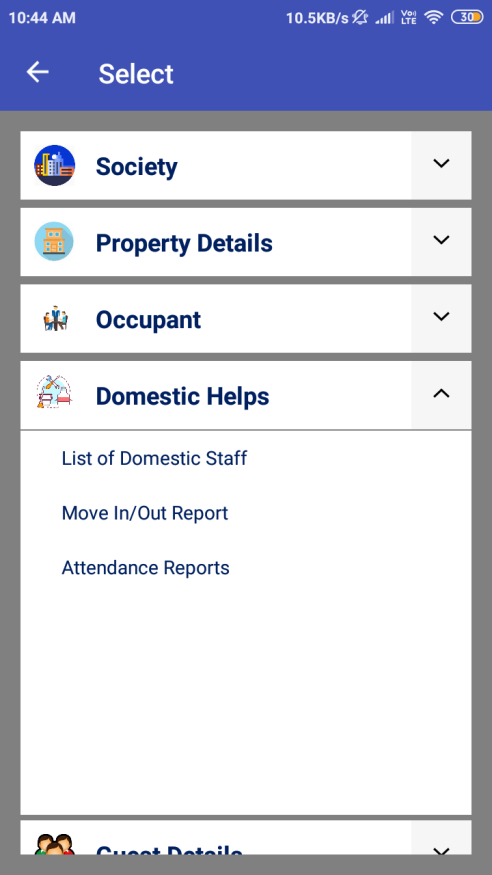 10:44 AM 10.5KB/s Vo) LTE 30
Select
Society
Property Details
Occupant
Domestic Helps
List of Domestic Staff
Move In/Out Report
Attendance Reports
Guest Details